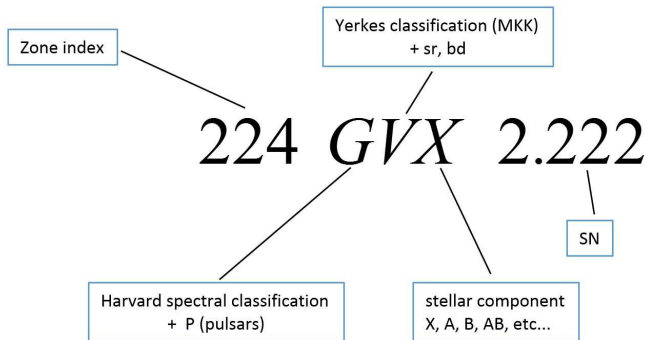 Yerkes classification (MKK)
+ sr, bd
Zone index
224 GVX 2.222
SN
Harvard spectral classification
+ P (pulsars)
stellar component
X, A, B, AB, etc...